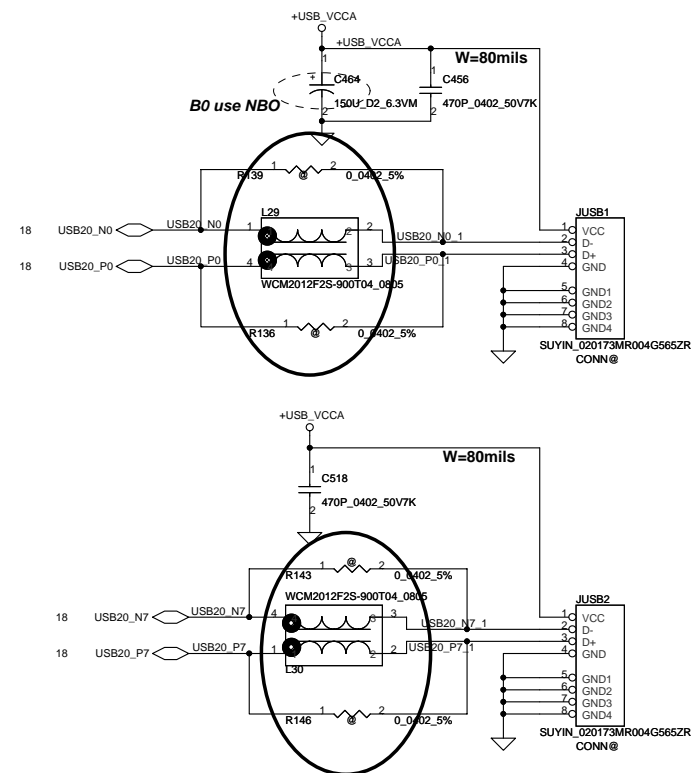 +USB_VCCA
+USB_VCCA
W=80mils
1
+
C464
150U_D2_6.3VM
2
B0 use NBO
1
C456
470P_0402_50V7K
2
R139
1
@
2
0_0402_5%
18
USB20_N0
USB20_N0
L29
1
2
2
USB20_N0_1
18
USB20_P0
USB20_P0
4
3
3
USB20_P0_1
WCM2012F2S-900T04_0805
R136
1
@
2
0_0402_5%
JUSB1
1
VCC
2
D-
3
D+
4
GND
5
GND1
6
GND2
7
GND3
8
GND4
SUYIN_020173MR004G565ZR
CONN@
+USB_VCCA
W=80mils
1
C518
470P_0402_50V7K
2
R143
1
@
2
0_0402_5%
WCM2012F2S-900T04_0805
18
USB20_N7
USB20_N7
4
3
3
USB20_N7_1
18
USB20_P7
USB20_P7
1
2
2
USB20_P7_1
L30
R146
1
@
2
0_0402_5%
JUSB2
1
VCC
2
D-
3
D+
4
GND
5
GND1
6
GND2
7
GND3
8
GND4
SUYIN_020173MR004G565ZR
CONN@